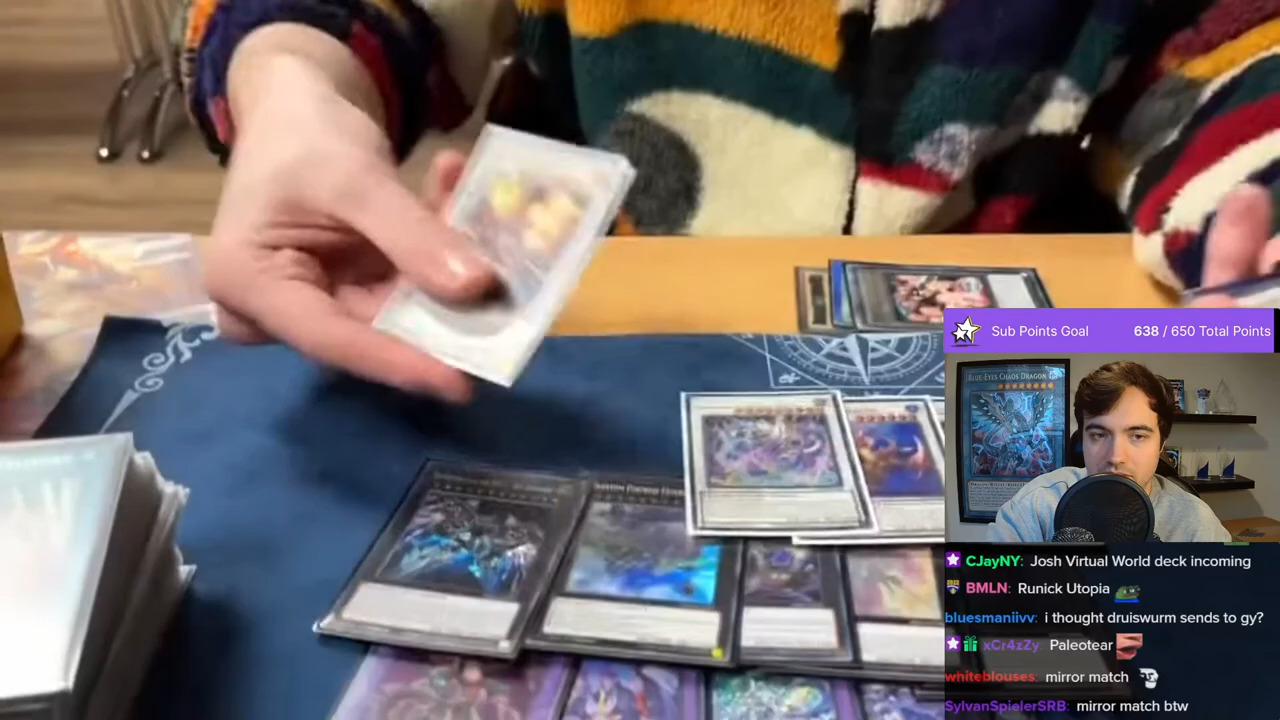 Sub Points Goal 638 / 650 Total Points
BLUE-EYES CHAOS DRAGON
CJayNY: Josh Virtual World deck incoming
BMLN: Runick Utopia
bluesmaniivv: i thought druiswurm sends to gy?
xCr4zZy: Paleotear
whiteblouses: mirror match
SylvanSpielerSRB: mirror match btw